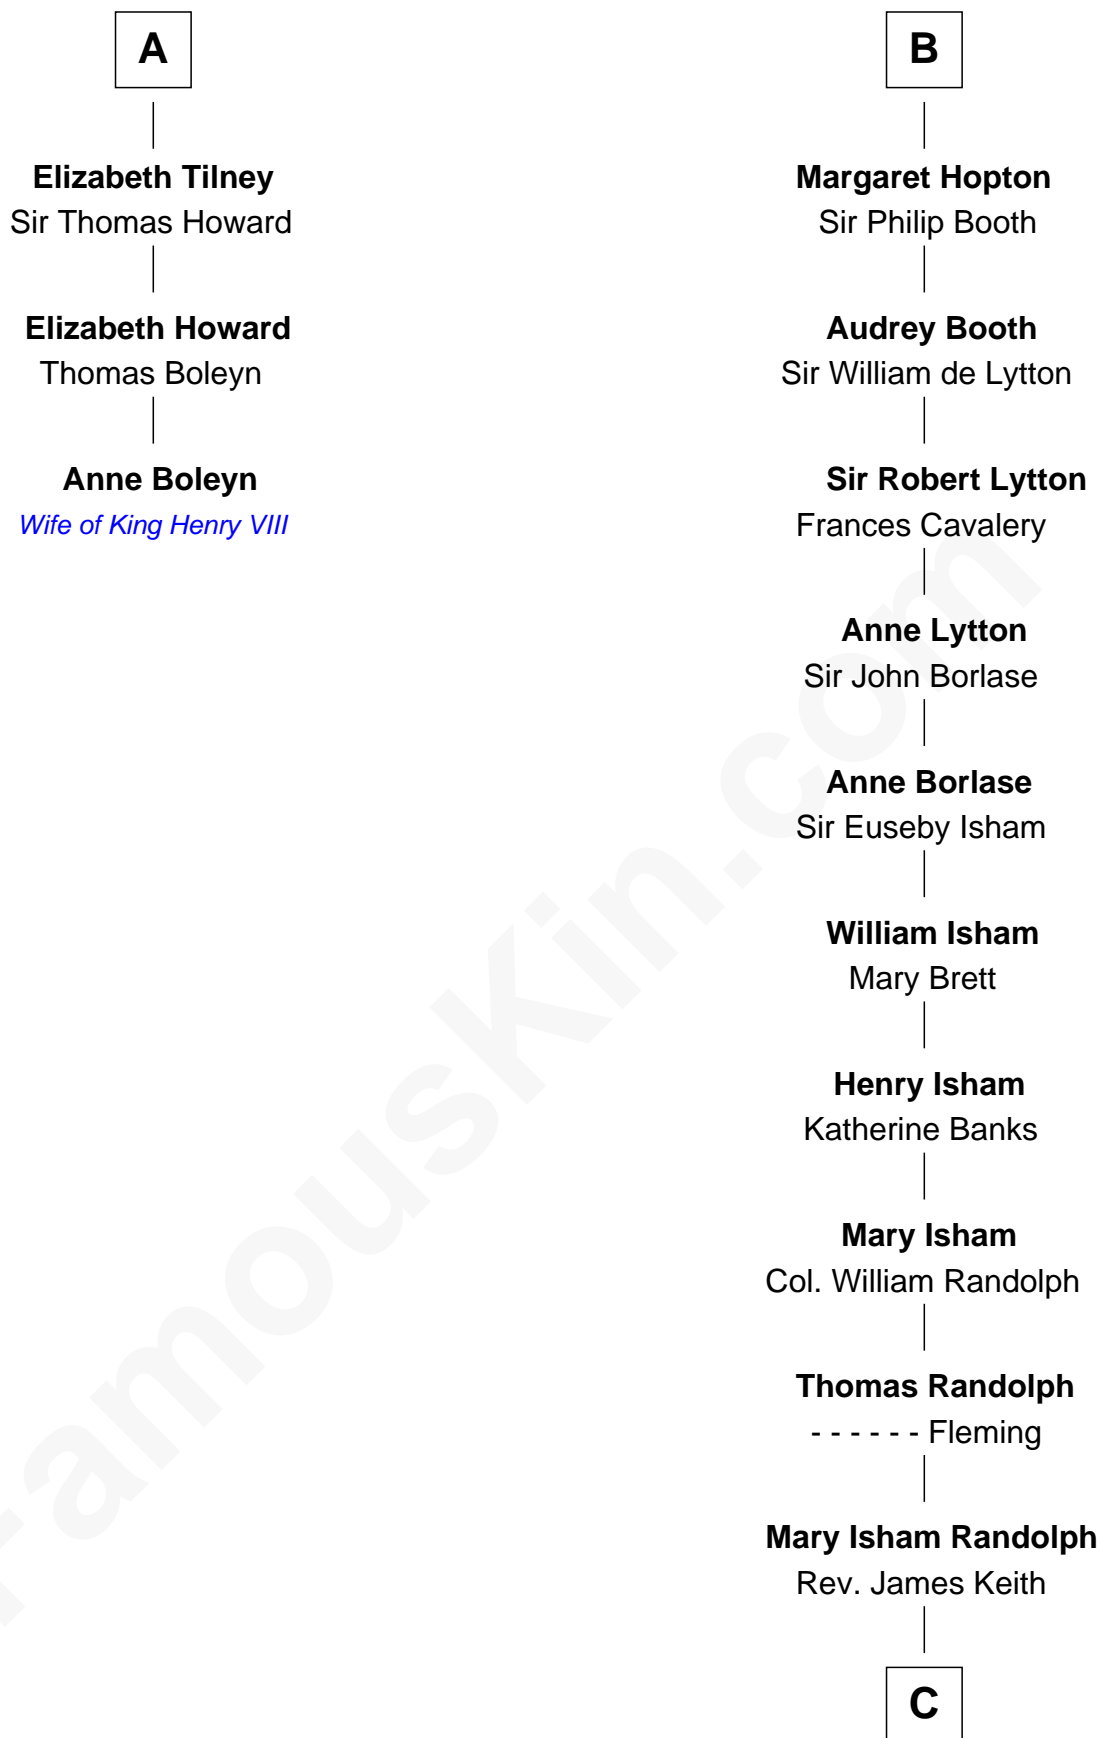 A
Elizabeth Tilney
Sir Thomas Howard
Elizabeth Howard
Thomas Boleyn
Anne Boleyn
Wife of King Henry VIII
B
Margaret Hopton
Sir Philip Booth
Audrey Booth
Sir William de Lytton
Sir Robert Lytton
Frances Cavalery
Anne Lytton
Sir John Borlase
Anne Borlase
Sir Euseby Isham
William Isham
Mary Brett
Henry Isham
Katherine Banks
Mary Isham
Col. William Randolph
Thomas Randolph
- - - - - - Fleming
Mary Isham Randolph
Rev. James Keith
C
FamousKin.com